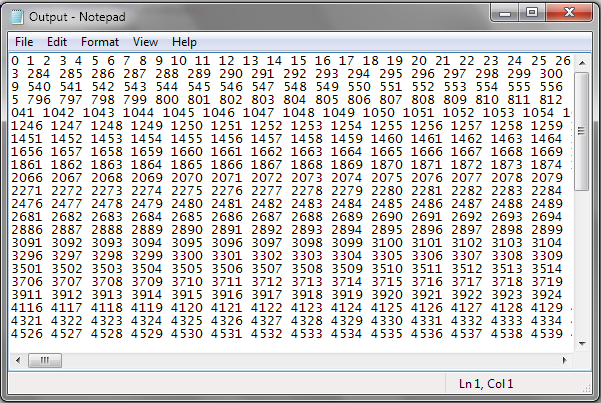 Output - Notepad
File Edit Format View Help
0 1 2 3 4 5 6 7 8 9 10 11 12 13 14 15 16 17 18 19 20 21 22 23 24 25 26
3 284 285 286 287 288 289 290 291 292 293 294 295 296 297 298 299 300
9 540 541 542 543 544 545 546 547 548 549 550 551 552 553 554 555 556
5 796 797 798 799 800 801 802 803 804 805 806 807 808 809 810 811 812
041 1042 1043 1044 1045 1046 1047 1048 1049 1050 1051 1052 1053 1054
1246 1247 1248 1249 1250 1251 1252 1253 1254 1255 1256 1257 1258 1259
1451 1452 1453 1454 1455 1456 1457 1458 1459 1460 1461 1462 1463 1464
1656 1657 1658 1659 1660 1661 1662 1663 1664 1665 1666 1667 1668 1669
1861 1862 1863 1864 1865 1866 1867 1868 1869 1870 1871 1872 1873 1874
2066 2067 2068 2069 2070 2071 2072 2073 2074 2075 2076 2077 2078 2079
2271 2272 2273 2274 2275 2276 2277 2278 2279 2280 2281 2282 2283 2284
2476 2477 2478 2479 2480 2481 2482 2483 2484 2485 2486 2487 2488 2489
2681 2682 2683 2684 2685 2686 2687 2688 2689 2690 2691 2692 2693 2694
2886 2887 2888 2889 2890 2891 2892 2893 2894 2895 2896 2897 2898 2899
3091 3092 3093 3094 3095 3096 3097 3098 3099 3100 3101 3102 3103 3104
3296 3297 3298 3299 3300 3301 3302 3303 3304 3305 3306 3307 3308 3309
3501 3502 3503 3504 3505 3506 3507 3508 3509 3510 3511 3512 3513 3514
3706 3707 3708 3709 3710 3711 3712 3713 3714 3715 3716 3717 3718 3719
3911 3912 3913 3914 3915 3916 3917 3918 3919 3920 3921 3922 3923 3924
4116 4117 4118 4119 4120 4121 4122 4123 4124 4125 4126 4127 4128 4129
4321 4322 4323 4324 4325 4326 4327 4328 4329 4330 4331 4332 4333 4334
4526 4527 4528 4529 4530 4531 4532 4533 4534 4535 4536 4537 4538 4539
Ln 1, Col 1